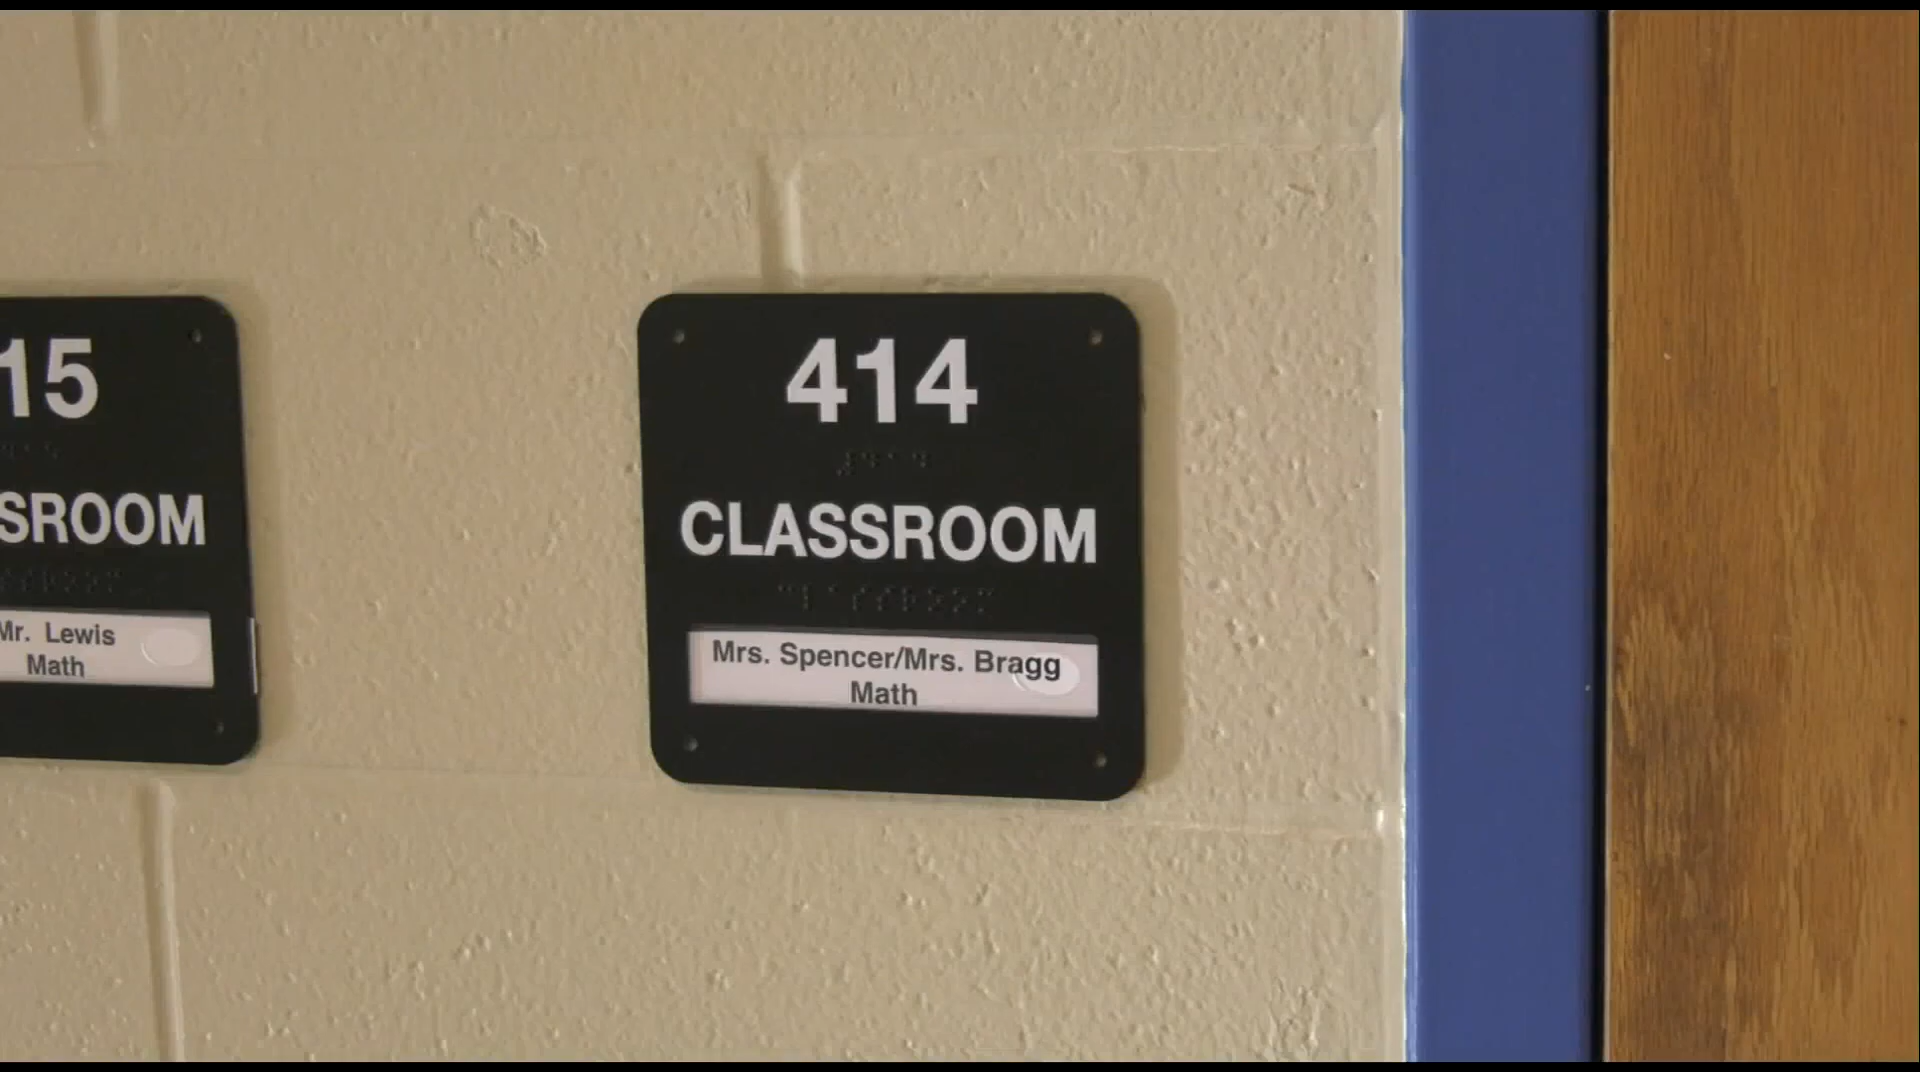 15
SROOM
Mr. Lewis
Math
414
CLASSROOM
Mrs. Spencer/Mrs. Bragg
Math